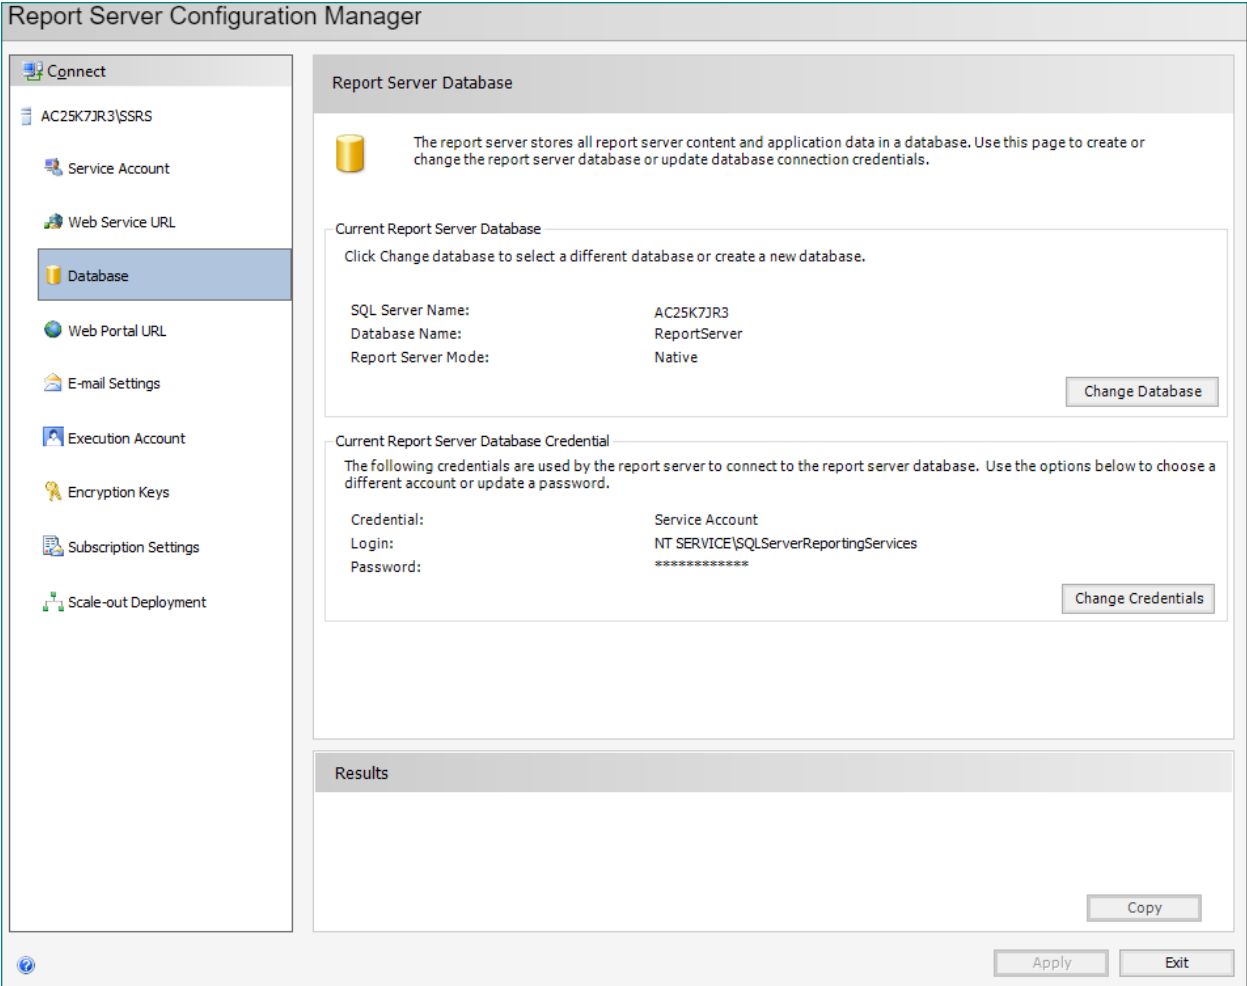 Report Server Configuration Manager
Connect
AC25K7JR3\SSRS
Service Account
Web Service URL
Database
Web Portal URL
E-mail Settings
Execution Account
Encryption Keys
Subscription Settings
Scale-out Deployment
Report Server Database
The report server stores all report server content and application data in a database. Use this page to create or
change the report server database or update database connection credentials.
Current Report Server Database
Click Change database to select a different database or create a new database.
SQL Server Name: AC25K7JR3
Database Name: ReportServer
Report Server Mode: Native
Change Database
Current Report Server Database Credential
The following credentials are used by the report server to connect to the report server database. Use the options below to choose a
different account or update a password.
Credential: Service Account
Login: NT SERVICE\SQLServerReportingServices
Password: ************
Change Credentials
Results
Copy
Apply Exit